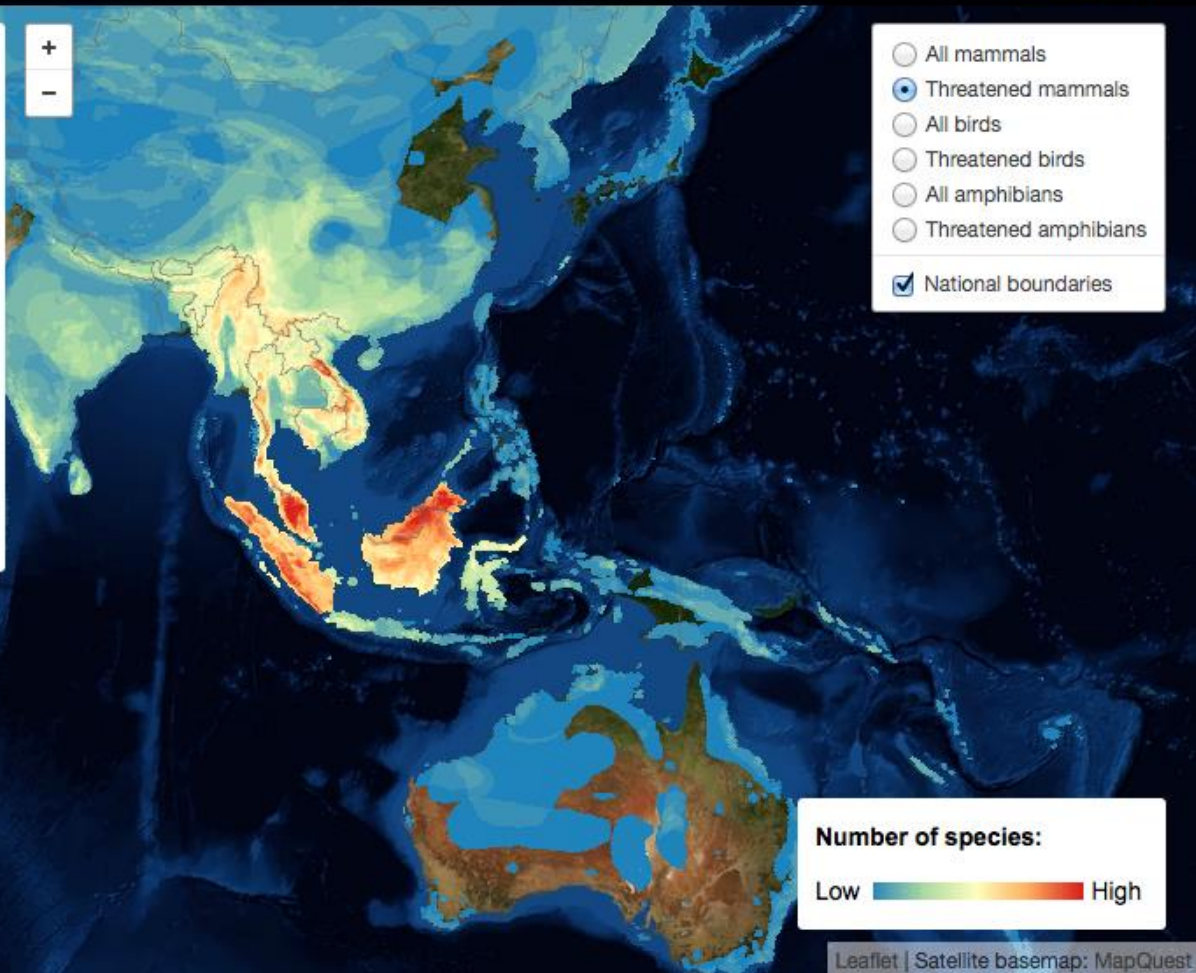 +
−
All mammals
Threatened mammals
All birds
Threatened birds
All amphibians
Threatened amphibians
National boundaries
Number of species:
Low High
Leaflet | Satellite basemap: MapQuest